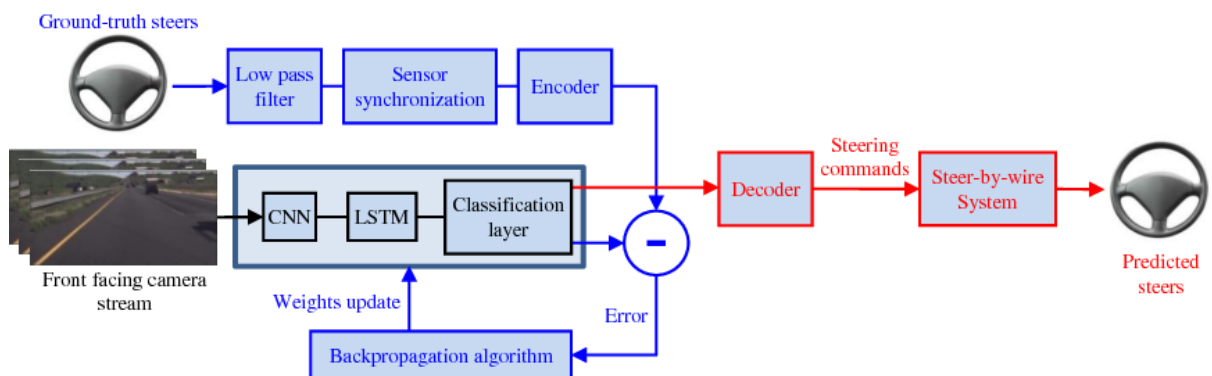 Ground-truth steers
Low pass
filter
Sensor
synchronization
Encoder
CNN
LSTM
Classification
layer
Front facing camera
stream
Weights update
Backpropagation algorithm
Error
-
Decoder
Steering
commands
Steer-by-wire
System
Predicted
steers